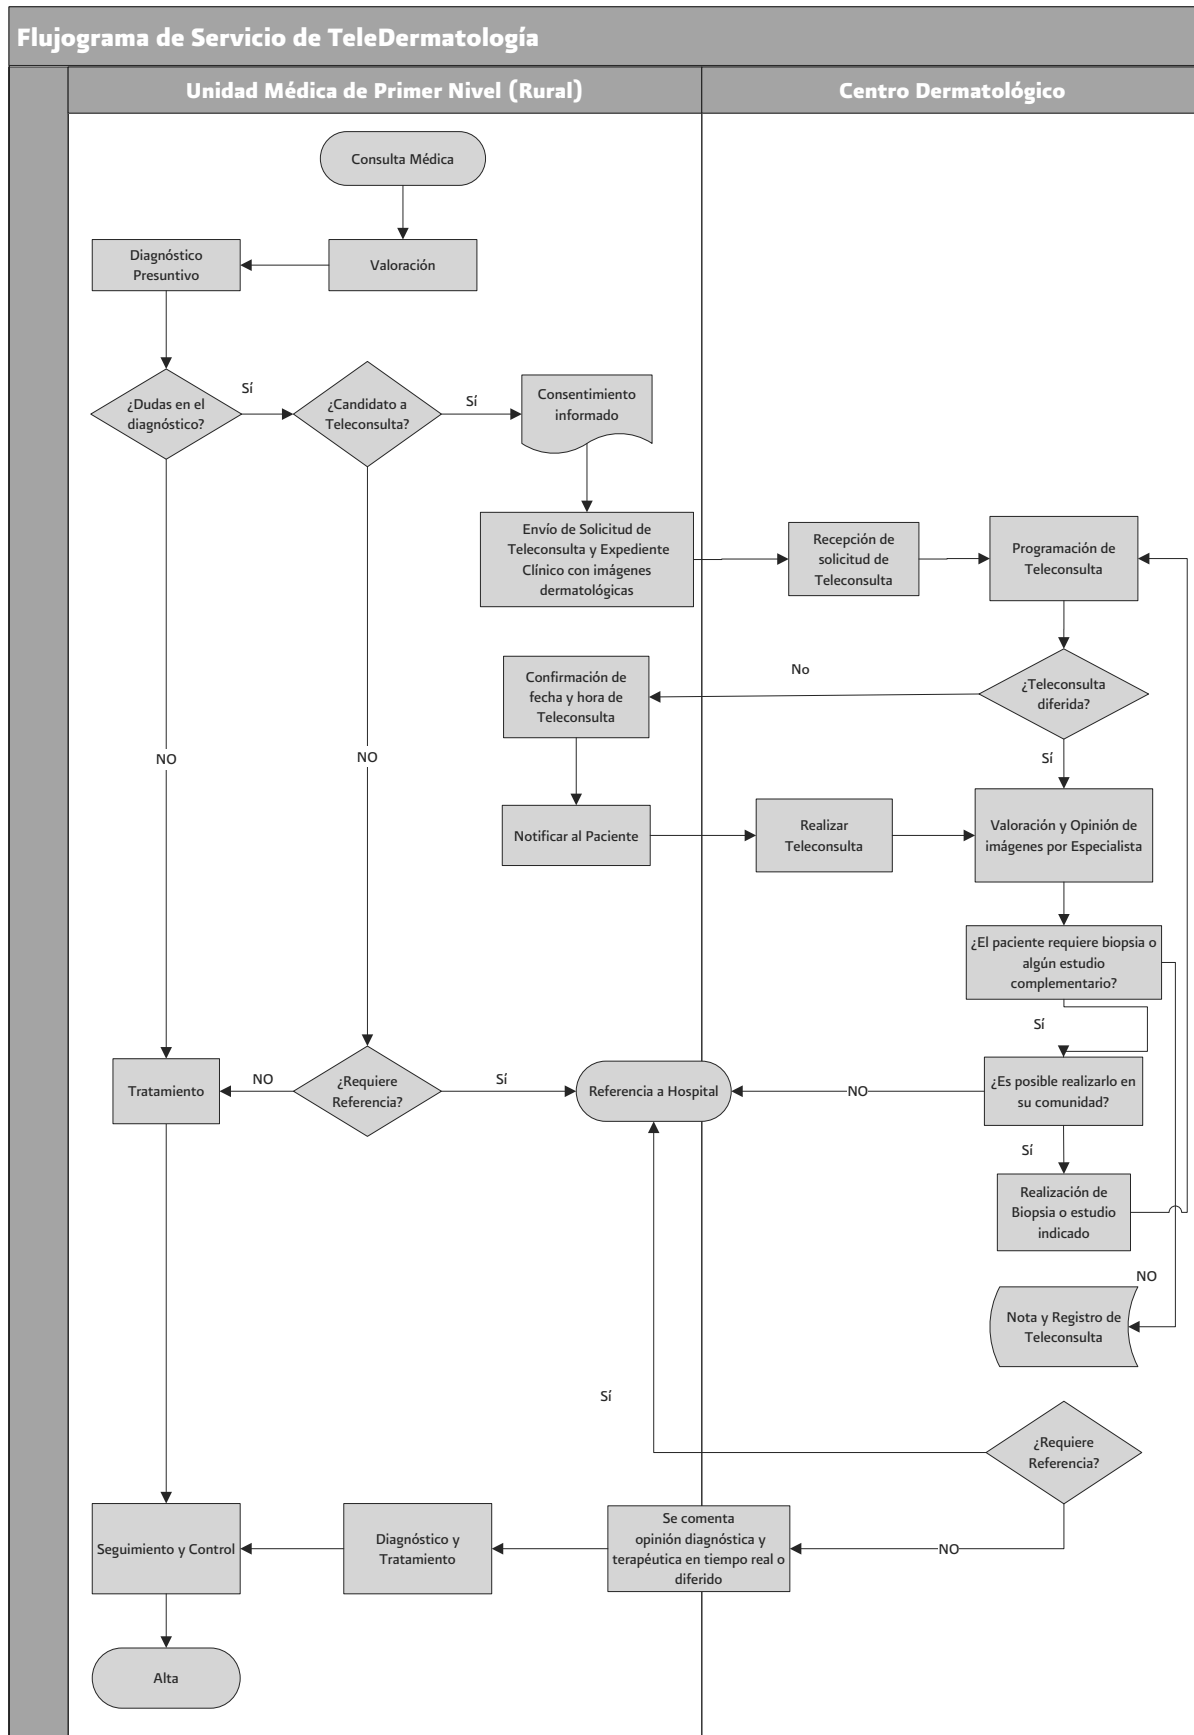 Flujograma de Servicio de TeleDermatología
Unidad Médica de Primer Nivel (Rural)
Centro Dermatológico
Consulta Médica
Diagnóstico
Presuntivo
Valoración
¿Dudas en el
diagnóstico?
Sí
¿Candidato a
Teleconsulta?
Sí
Consentimiento
informado
Envío de Solicitud de
Teleconsulta y Expediente
Clínico con imágenes
dermatológicas
Recepción de
solicitud de
Teleconsulta
Programación de
Teleconsulta
Confirmación de
fecha y hora de
Teleconsulta
No
¿Teleconsulta
diferida?
NO
NO
Sí
Notificar al Paciente
Realizar
Teleconsulta
Valoración y Opinión de
imágenes por Especialista
¿El paciente requiere biopsia o
algún estudio
complementario?
Sí
Tratamiento
NO
¿Requiere
Referencia?
Sí
Referencia a Hospital
NO
¿Es posible realizarlo en
su comunidad?
Sí
Realización de
Biopsia o estudio
indicado
NO
Nota y Registro de
Teleconsulta
Sí
¿Requiere
Referencia?
Seguimiento y Control
Diagnóstico y
Tratamiento
Se comenta
opinión diagnóstica y
terapéutica en tiempo real o
diferido
NO
Alta